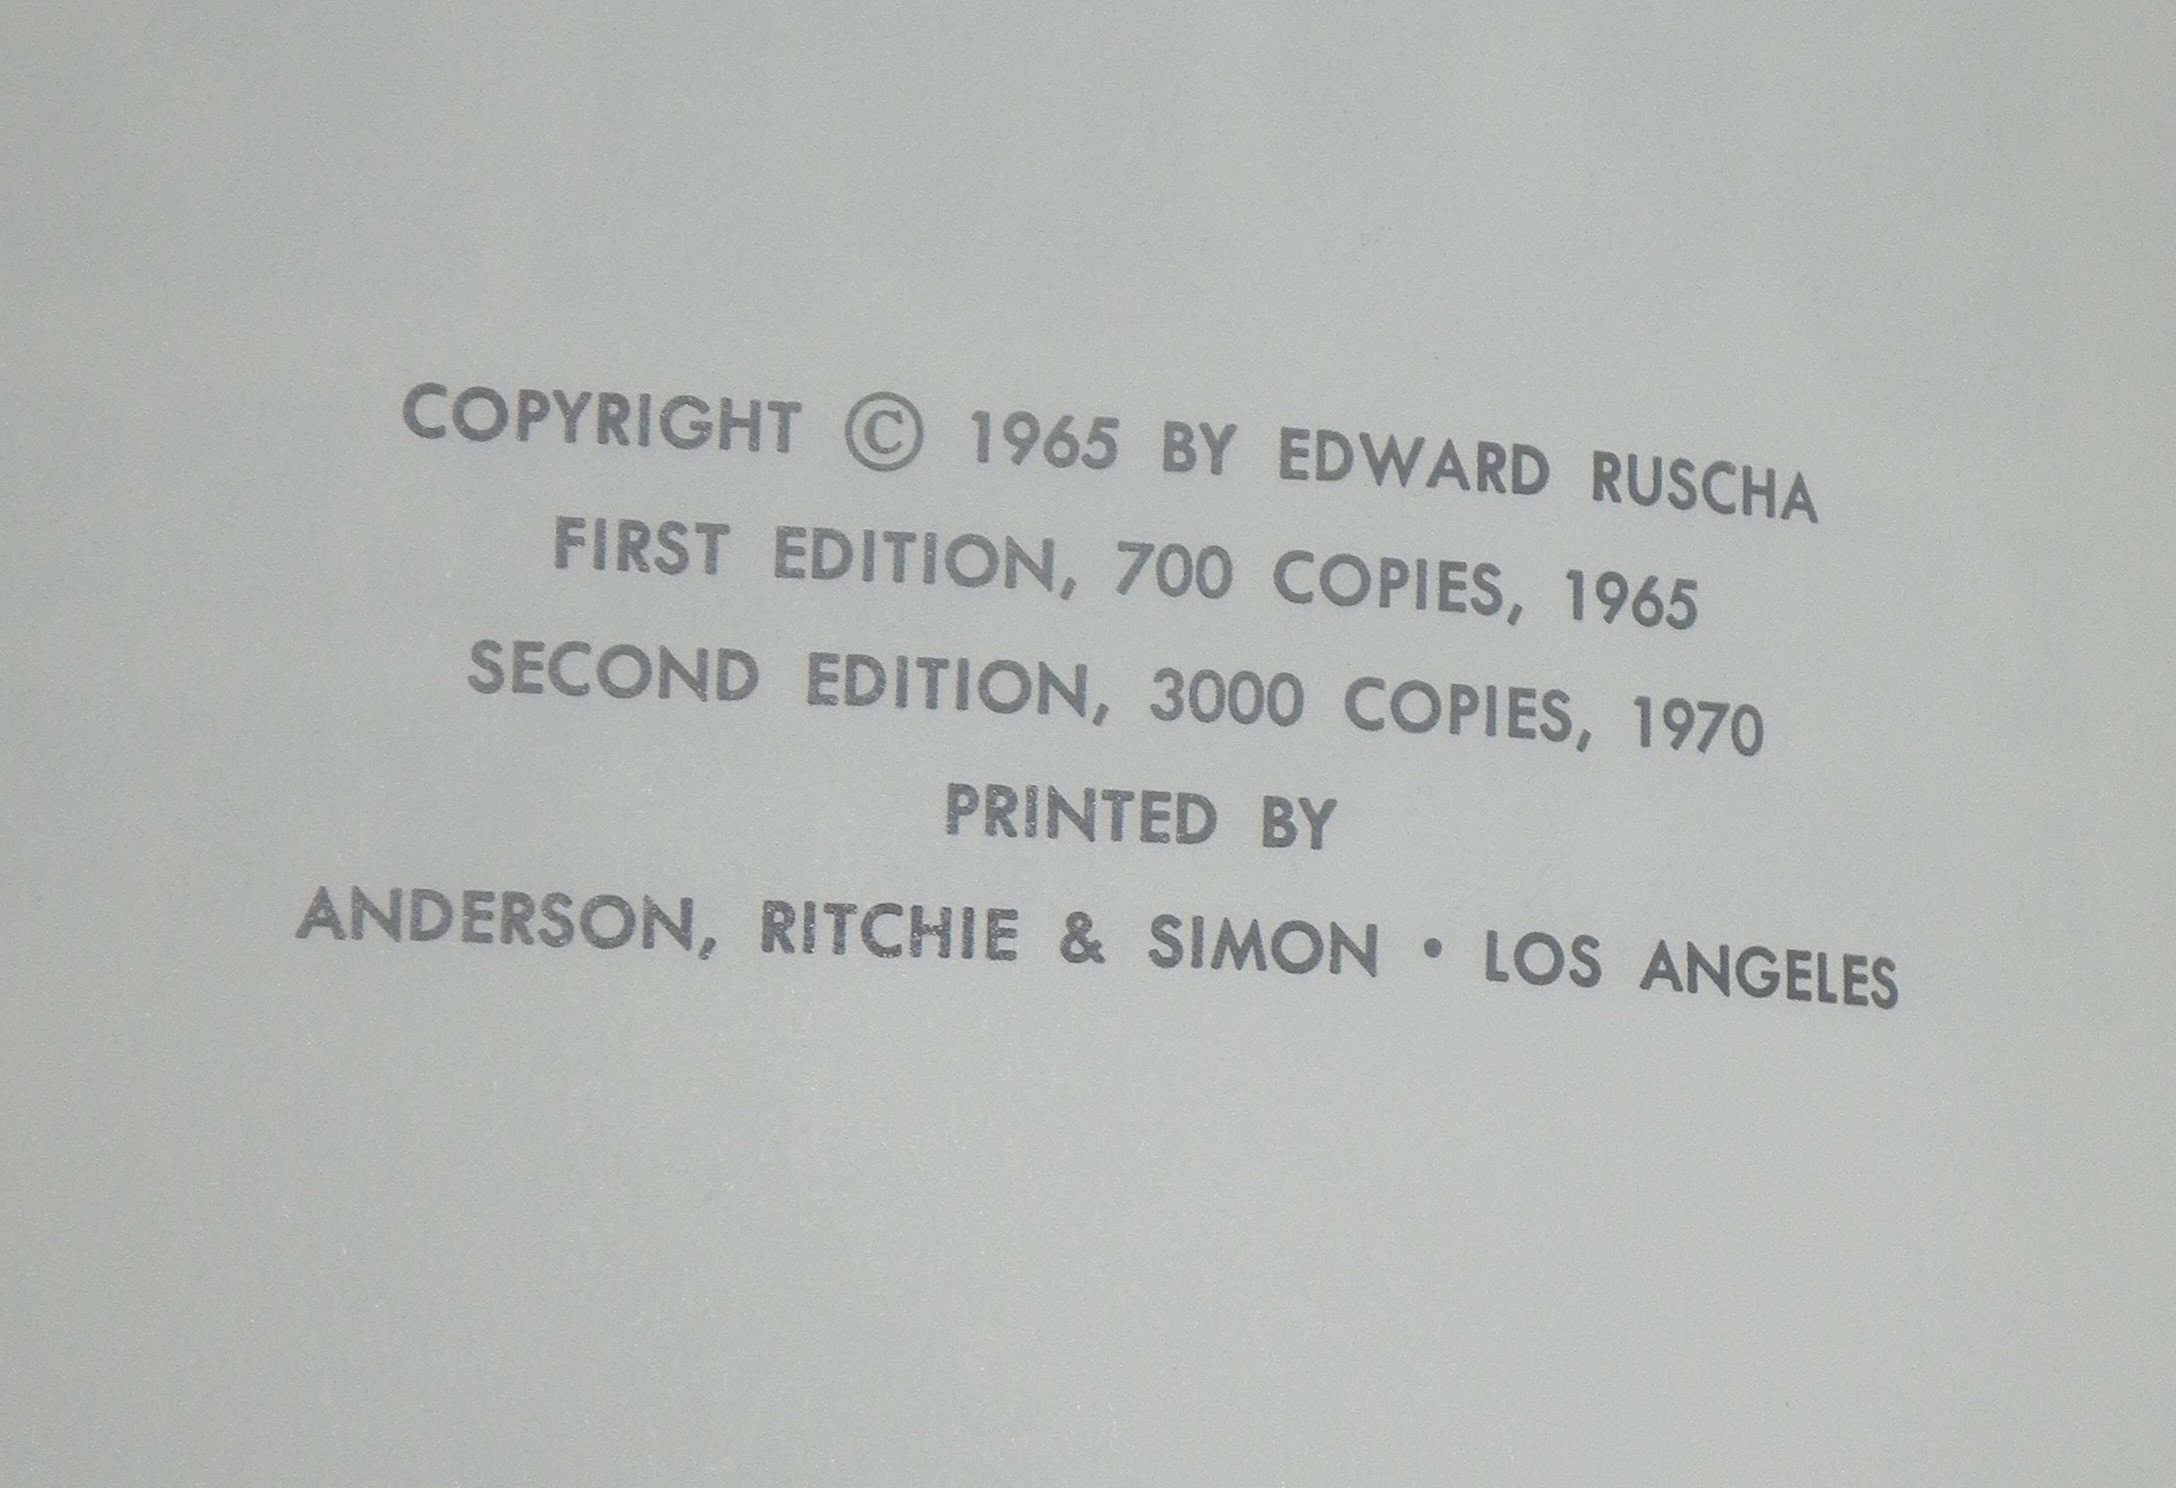 COPYRIGHT © 1965 BY EDWARD RUSCHA
FIRST EDITION, 700 COPIES, 1965
SECOND EDITION, 3000 COPIES, 1970
PRINTED BY
ANDERSON, RITCHIE & SIMON • LOS ANGELES